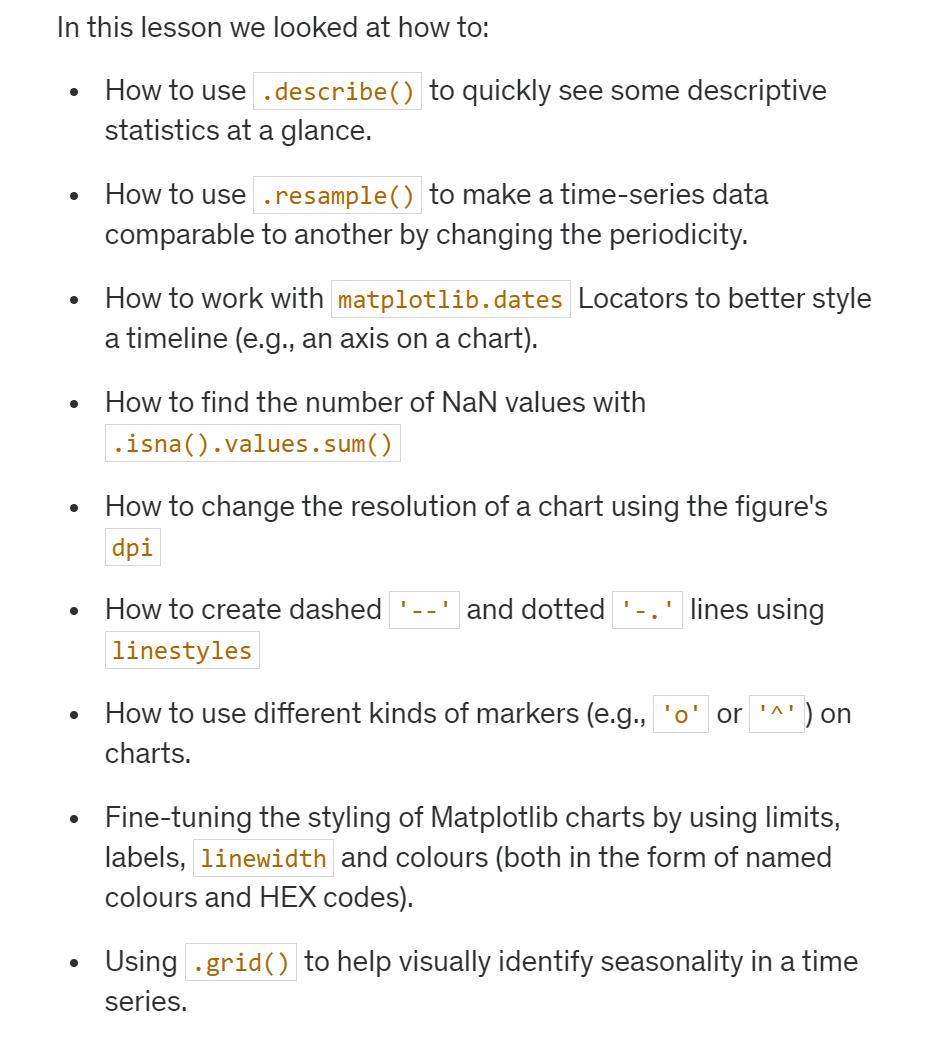 In this lesson we looked at how to:
• How to use .describe() to quickly see some descriptive
statistics at a glance.
• How to use .resample() to make a time-series data
comparable to another by changing the periodicity.
• How to work with matplotlib.dates Locators to better style
a timeline (e.g., an axis on a chart).
• How to find the number of NaN values with
.isna().values.sum()
• How to change the resolution of a chart using the figure's
dpi
• How to create dashed '--' and dotted '-.' lines using
linestyles
• How to use different kinds of markers (e.g., 'o' or '^') on
charts.
• Fine-tuning the styling of Matplotlib charts by using limits,
labels, linewidth and colours (both in the form of named
colours and HEX codes).
• Using .grid() to help visually identify seasonality in a time
series.